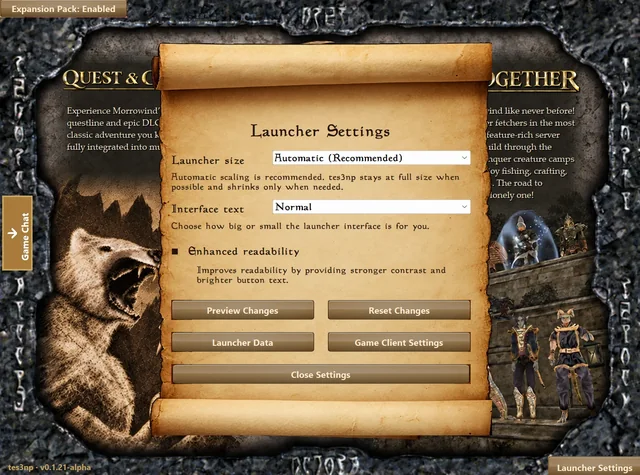 Expansion Pack: Enabled
QUEST & 
OGETHER
Experience Morrowind'
questline and epic DLC
classic adventure you k
fully integrated into mu
wind like never before!
er fetchers in the most
feature-rich server
uild through the
nquer creature camps
oy fishing, crafting,
. The road to
ionely one!
Game Chat
Launcher Settings
Launcher size
Automatic (Recommended)
Automatic scaling is recommended. tes3np stays at full size when
possible and shrinks only when needed.
Interface text
Normal
Choose how big or small the launcher interface is for you.
Enhanced readability
Improves readability by providing stronger contrast and
brighter button text.
Preview Changes
Reset Changes
Launcher Data
Game Client Settings
Close Settings
tes3np - v0.1.21-alpha
Launcher Settings